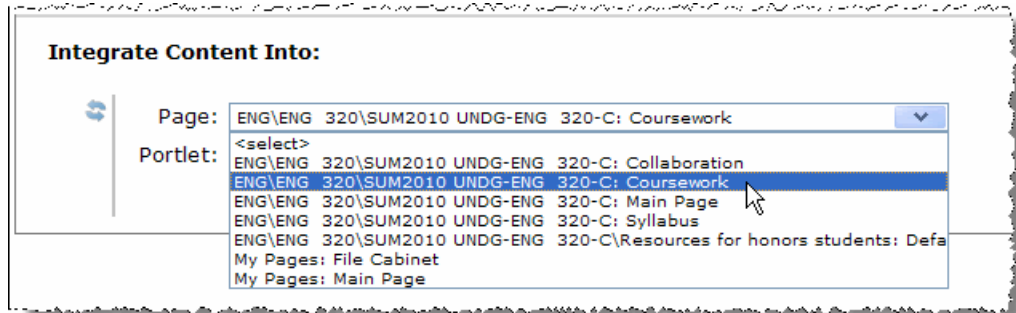 Integrate Content Into:
Page: ENG\ENG 320\SUM2010 UNDG-ENG 320-C: Coursework
Portlet: <select>
ENG\ENG 320\SUM2010 UNDG-ENG 320-C: Collaboration
ENG\ENG 320\SUM2010 UNDG-ENG 320-C: Coursework
ENG\ENG 320\SUM2010 UNDG-ENG 320-C: Main Page
ENG\ENG 320\SUM2010 UNDG-ENG 320-C: Syllabus
ENG\ENG 320\SUM2010 UNDG-ENG 320-C\Resources for honors students: Defa
My Pages: File Cabinet
My Pages: Main Page